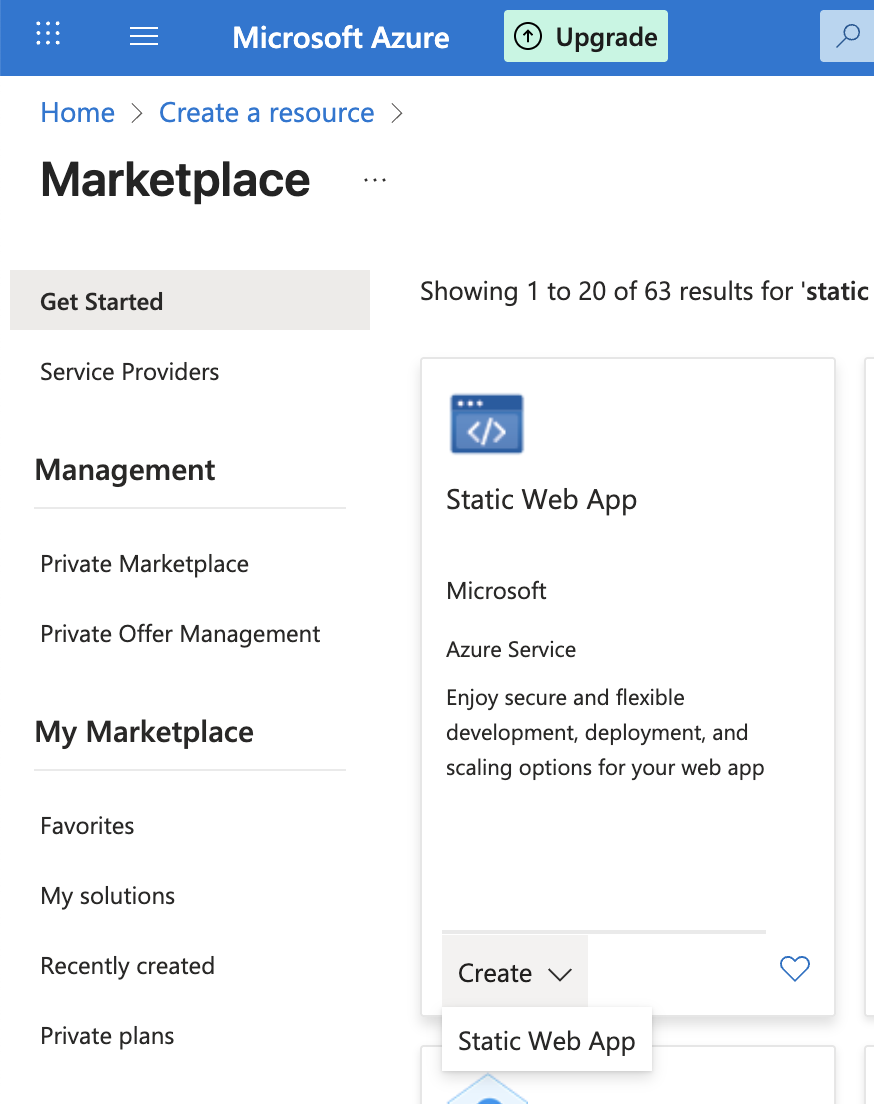 Microsoft Azure
Upgrade
Home > Create a resource >
Marketplace ...
Get Started
Service Providers
Management
Private Marketplace
Private Offer Management
My Marketplace
Favorites
My solutions
Recently created
Private plans
Showing 1 to 20 of 63 results for 'static
</>
Static Web App
Microsoft
Azure Service
Enjoy secure and flexible
development, deployment, and
scaling options for your web app
Create
Static Web App